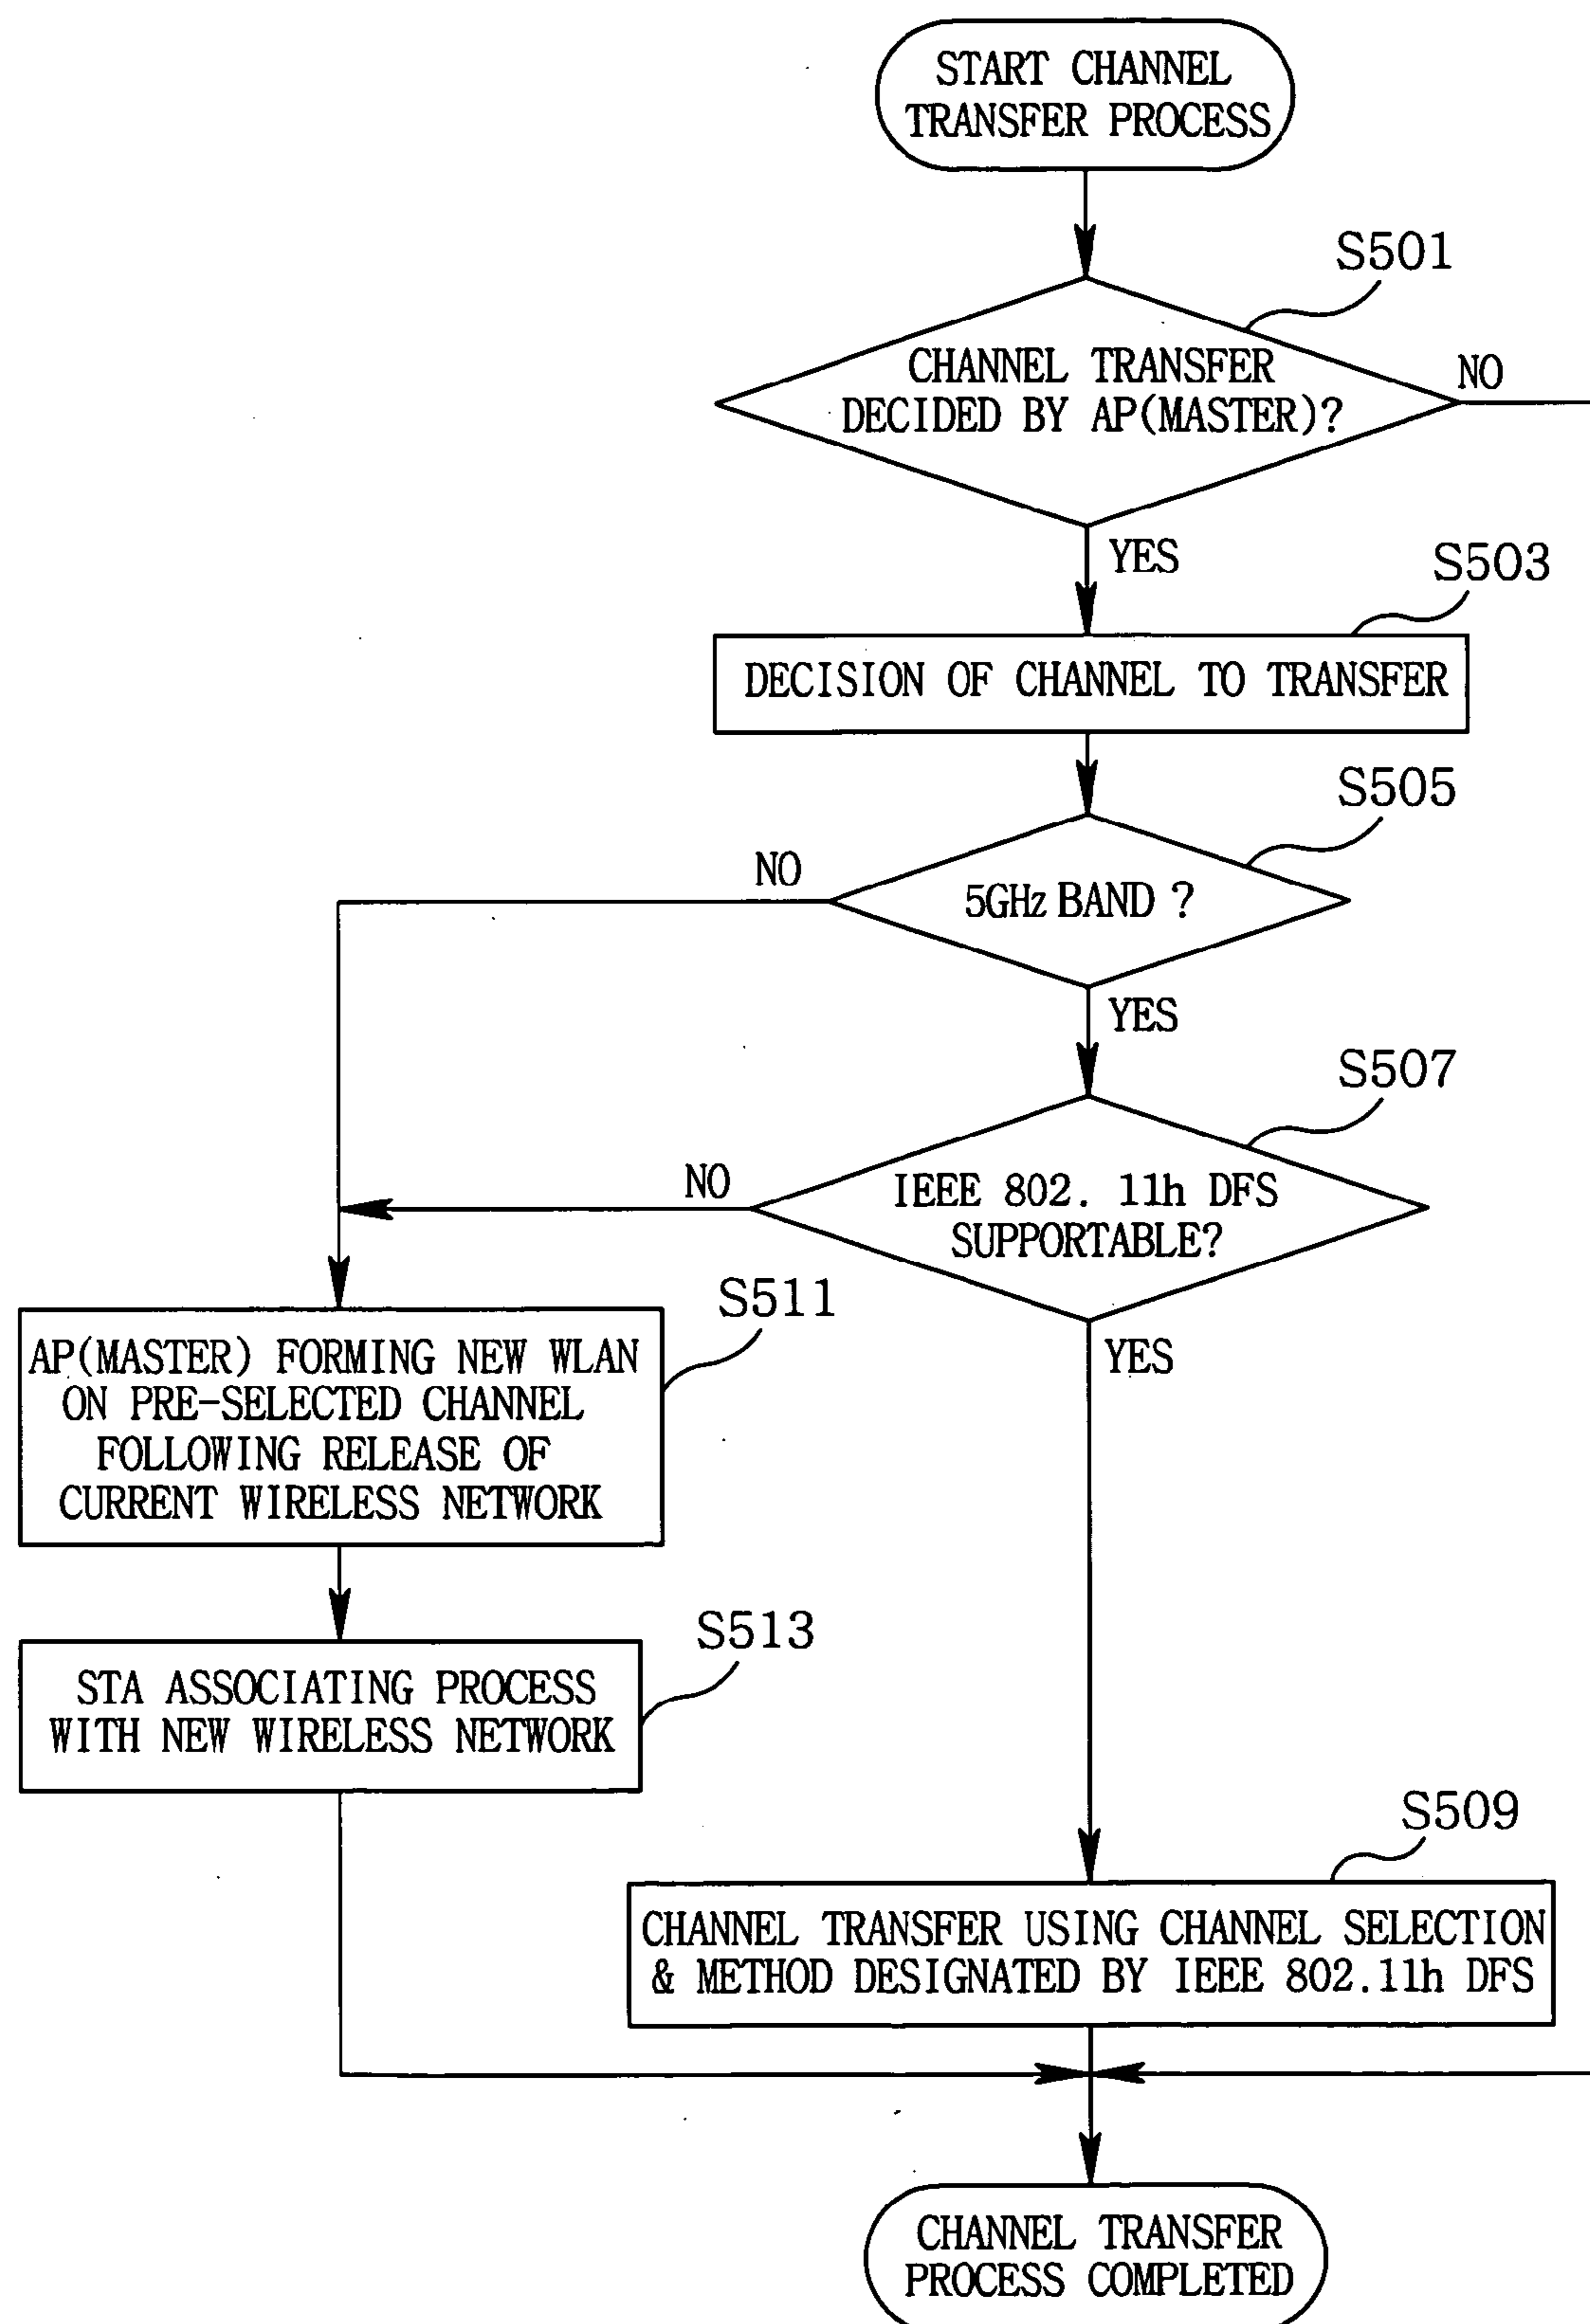 START CHANNEL
TRANSFER PROCESS
S501
CHANNEL TRANSFER
DECIDED BY AP(MASTER)?
NO
YES
S503
DECISION OF CHANNEL TO TRANSFER
S505
NO
5GHz BAND ?
YES
S507
NO
IEEE 802. 11h DFS
SUPPORTABLE?
YES
S511
AP(MASTER) FORMING NEW WLAN
ON PRE-SELECTED CHANNEL
FOLLOWING RELEASE OF
CURRENT WIRELESS NETWORK
S513
STA ASSOCIATING PROCESS
WITH NEW WIRELESS NETWORK
S509
CHANNEL TRANSFER USING CHANNEL SELECTION
& METHOD DESIGNATED BY IEEE 802.11h DFS
CHANNEL TRANSFER
PROCESS COMPLETED